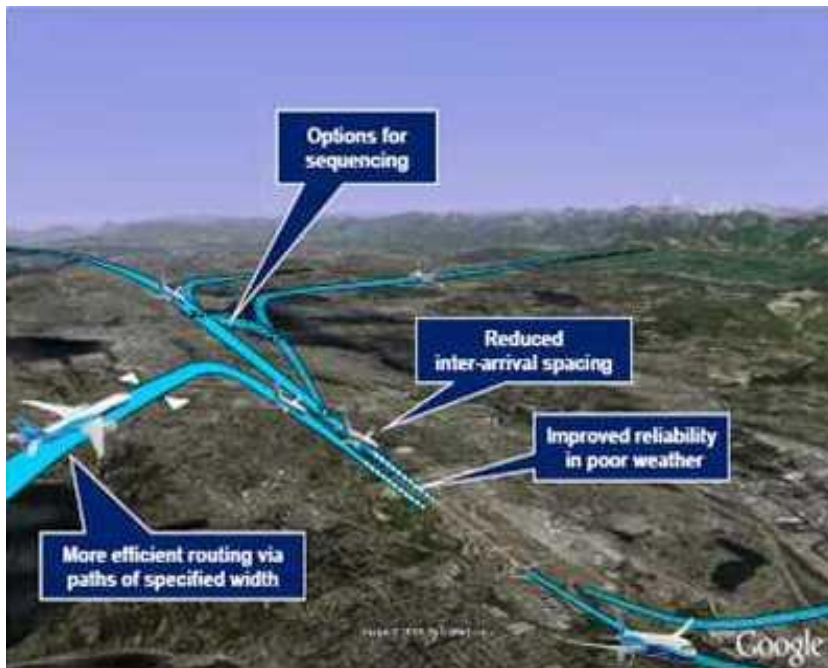 Options for
sequencing
Reduced
inter-arrival spacing
Improved reliability
in poor weather
More efficient routing via
paths of specified width
Google